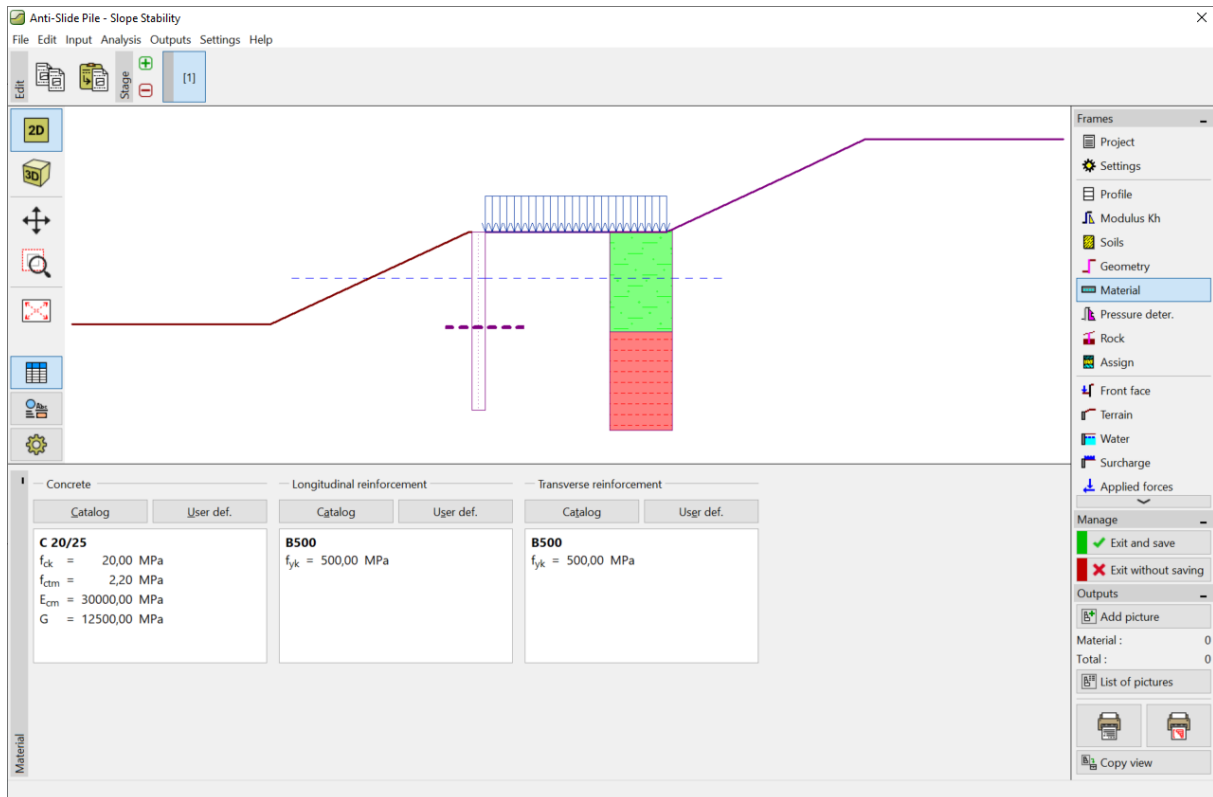 Anti-Slide Pile - Slope Stability
File Edit Input Analysis Outputs Settings Help
Edit
Stage
[1]
2D
3D
Frames
Project
Settings
Profile
Modulus Kh
Soils
Geometry
Material
Pressure deter.
Rock
Assign
Front face
Terrain
Water
Surcharge
Applied forces
Manage
Exit and save
Exit without saving
Outputs
Add picture
Material : 0
Total : 0
List of pictures
Copy view
Material
Concrete
Catalog User def.
C 20/25
fck = 20,00 MPa
fctm = 2,20 MPa
Ecm = 30000,00 MPa
G = 12500,00 MPa
Longitudinal reinforcement
Catalog User def.
B500
fyk = 500,00 MPa
Transverse reinforcement
Catalog User def.
B500
fyk = 500,00 MPa